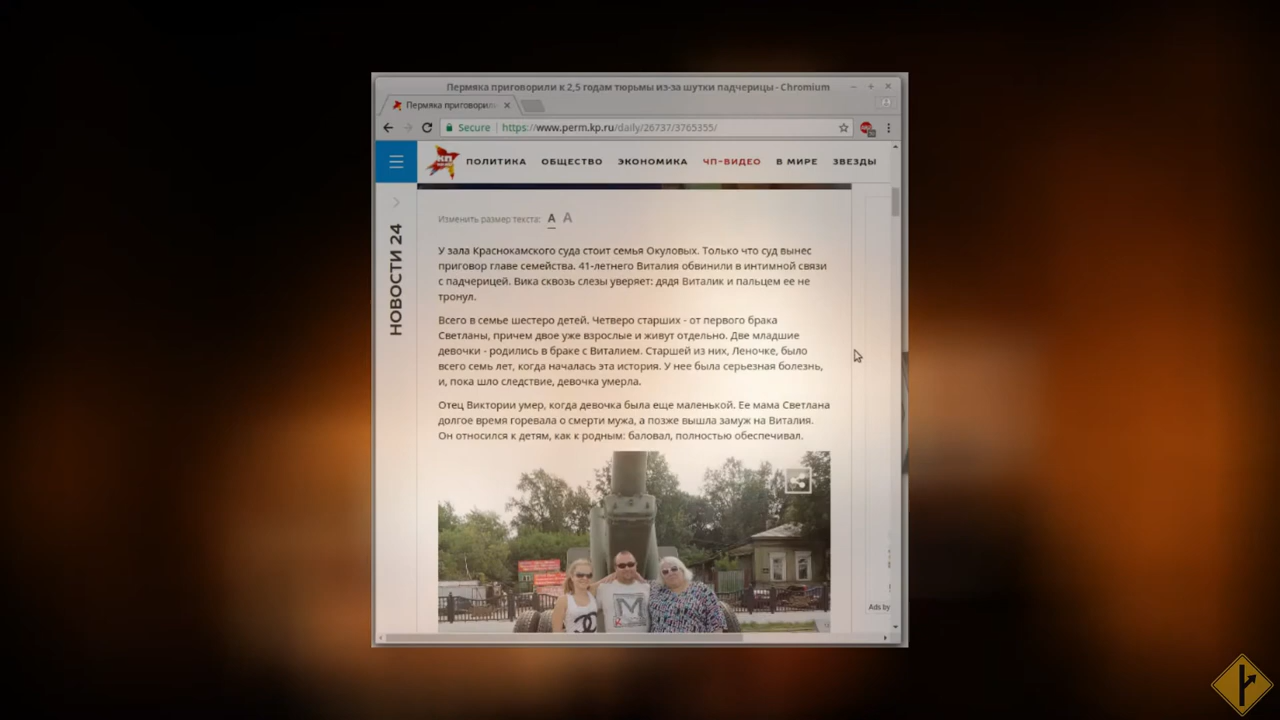 Пермяка приговорили к 2,5 годам тюрьмы из-за шутки падчерицы - Chromium
Пермяка приговорили
Secure https://www.perm.kp.ru/daily/26737/3765355/
ПОЛИТИКА ОБЩЕСТВО ЭКОНОМИКА ЧП-ВИДЕО В МИРЕ ЗВЕЗДЫ
НОВОСТИ 24
Изменить размер текста: A A
У зала Краснокамского суда стоит семья Окуловых. Только что суд вынес
приговор главе семейства. 41-летнего Виталия обвинили в интимной связи
с падчерицей. Вика сквозь слезы уверяет: дядя Виталик и пальцем ее не
тронул.
Всего в семье шестеро детей. Четверо старших - от первого брака
Светланы, причем двое уже взрослые и живут отдельно. Две младшие
девочки - родились в браке с Виталием. Старшей из них, Леночке, было
всего семь лет, когда началась эта история. У нее была серьезная болезнь,
и, пока шло следствие, девочка умерла.
Отец Виктории умер, когда девочка была еще маленькой. Ее мама Светлана
долгое время горевала о смерти мужа, а позже вышла замуж на Виталия.
Он относился к детям, как к родным: баловал, полностью обеспечивал.
Ads by